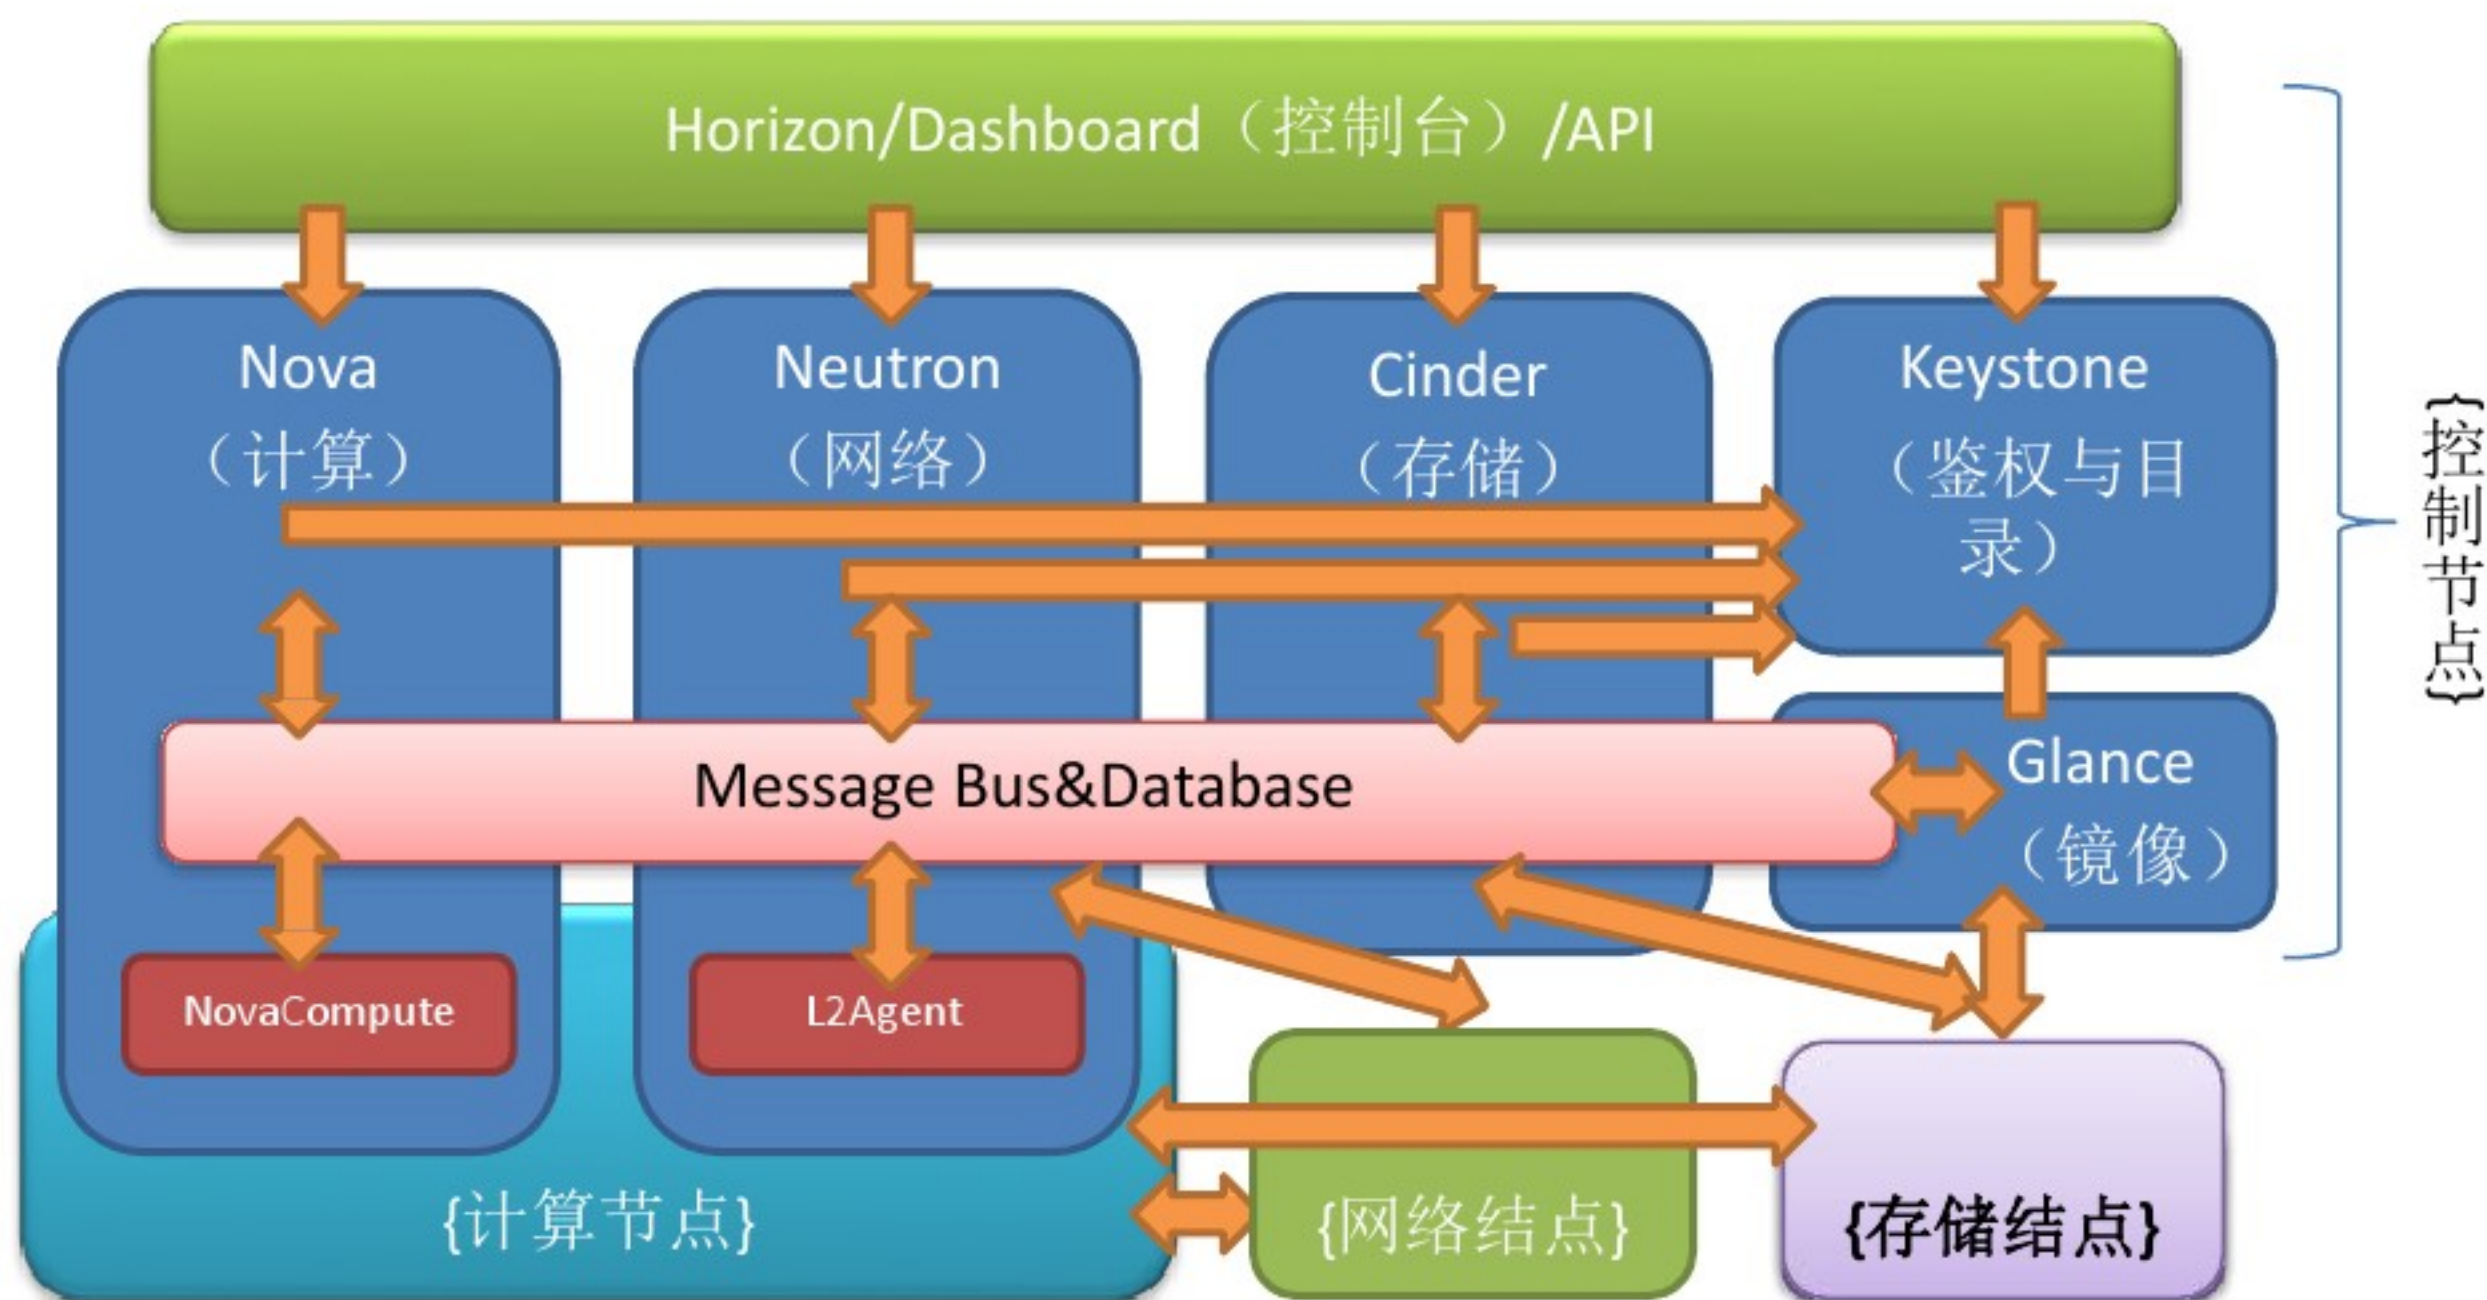 Horizon/Dashboard（控制台）/API
Nova
（计算）
Neutron
（网络）
Cinder
（存储）
Keystone
（鉴权与目
录）
{控制节点}
Message Bus&Database
Glance
（镜像）
NovaCompute
L2Agent
{计算节点}
{网络结点}
{存储结点}